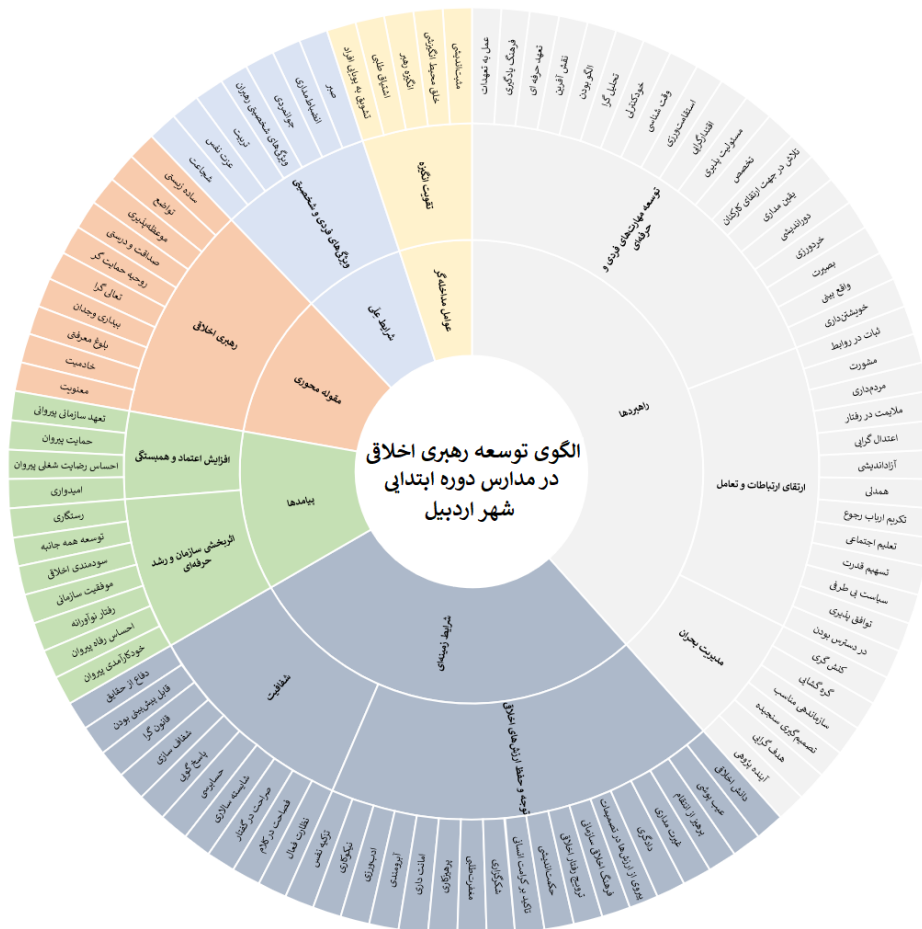 الگوی توسعه رهبری اخلاقی
در مدارس دوره ابتدایی
شهر اردبیل
راهبردها
توسعه مهارت‌های فردی و
حرفه‌ای
عمل به تعهدات
فرهنگ یادگیری
تعهد حرفه ای
نقش آفرین
الگو بودن
تحلیل گرا
خودکنترلی
وقت شناسی
استقامت‌ورزی
اقتدارگرایی
مسئولیت پذیری
تخصص
تلاش در جهت ارتقای کارکنان
یقین مداری
دوراندیشی
خردورزی
بصیرت
واقع بینی
خویشتن‌داری
ارتقای ارتباطات و تعامل
ثبات در روابط
مشورت
مردم‌داری
ملایمت در رفتار
اعتدال گرایی
آزاداندیشی
همدلی
تکریم ارباب رجوع
تعلیم اجتماعی
تسهیم قدرت
سیاست بی طرفی
توافق پذیری
در دسترس بودن
مدیریت بحران
کنش گری
گره گشایی
سازماندهی مناسب
تصمیم‌گیری سنجیده
هدف گرایی
آینده پژوهی
شرایط زمینه‌ای
توجه و حفظ ارزش‌های اخلاقی
دانش اخلاقی
عیب پوشی
پرهیز از انتقام
غیرت مداری
دادگری
پیروی از ارزش‌ها در تصمیمات
فرهنگ اخلاقی سازمانی
ترویج رفتار اخلاقی
حکمت‌اندیشی
تاکید بر کرامت انسانی
شکرگزاری
مغفرت‌طلبی
پرهیزکاری
امانت داری
آبرومندی
ادب‌ورزی
نیکوکاری
تزکیه نفس
شفافیت
نظارت فعال
فصاحت در کلام
صراحت در گفتار
شایسته سالاری
حسابرسی
پاسخ گویی
شفاف سازی
قانون گرا
قابل پیش‌بینی بودن
دفاع از حقایق
پیامدها
اثربخشی سازمان و رشد
حرفه‌ای
خودکارآمدی پیروان
احساس رفاه پیروان
رفتار نوآورانه
موفقیت سازمانی
سودمندی اخلاقی
توسعه همه جانبه
رستگاری
افزایش اعتماد و همبستگی
امیدواری
احساس رضایت شغلی پیروان
حمایت پیروان
تعهد سازمانی پیروانی
مقوله محوری
رهبری اخلاقی
معنویت
خادمیت
بلوغ معرفتی
بیداری وجدان
تعالی گرا
روحیه حمایت گر
صداقت و درستی
موعظه‌پذیری
تواضع
ساده زیستی
شرایط علّی
ویژگی‌های فردی و شخصیتی
شجاعت
عزت نفس
تربیت
ویژگی‌های شخصیتی رهبران
جوانمردی
انضباط‌مداری
صبر
عوامل مداخله‌گر
تقویت انگیزه
تشویق به پویایی افراد
اشتیاق طلبی
انگیزه رهبر
خلق محیط انگیزشی
مثبت‌اندیشی